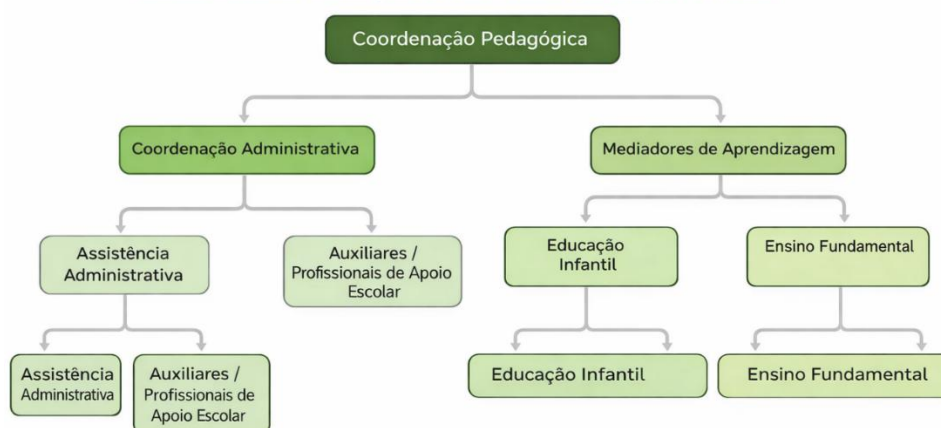 Coordenação Pedagógica
Coordenação Administrativa
Mediadores de Aprendizagem
Assistência
Administrativa
Auxiliares /
Profissionais de Apoio
Escolar
Educação
Infantil
Ensino Fundamental
Assistência
Administrativa
Auxiliares /
Profissionais de
Apoio Escolar
Educação Infantil
Ensino Fundamental